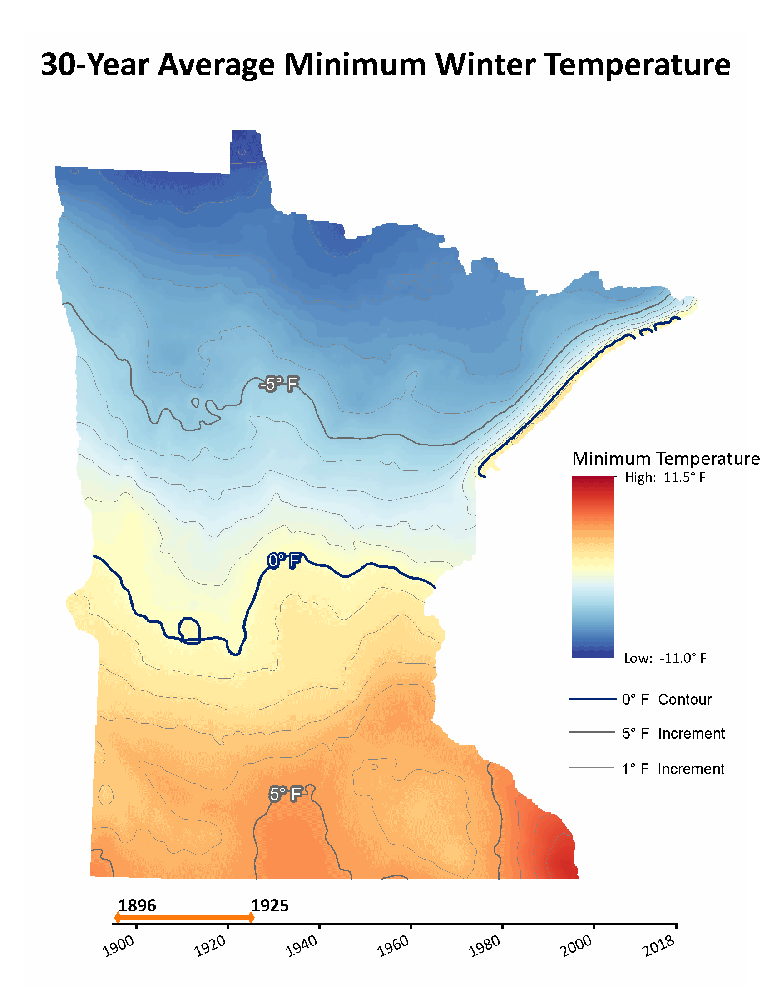 30-Year Average Minimum Winter Temperature
-5° F
Minimum Temperature
High: 11.5° F
0° F
Low: -11.0° F
0° F Contour
5° F Increment
1° F Increment
5° F
1896 1925
1900 1920 1940 1960 1980 2000 2018